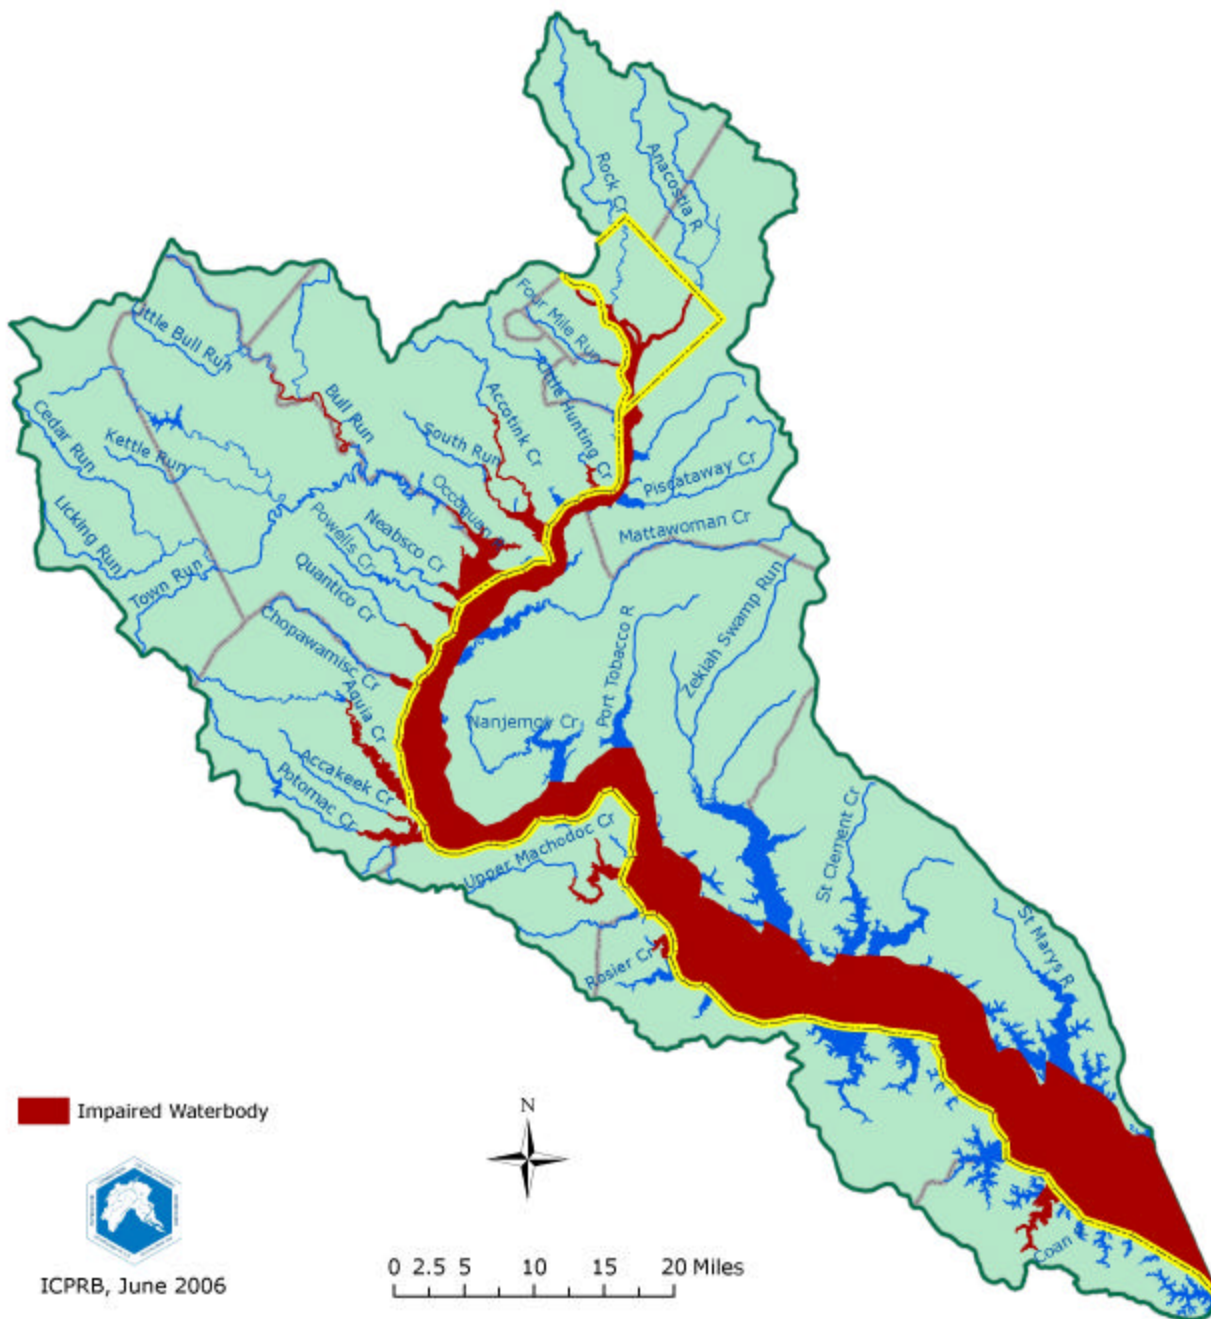 Rock Cr
Anacostia R
Four Mile Run
Little Bull Run
Bull Run
Accotink Cr
Little Hunting Cr
Cedar Run
Kettle Run
South Run
Piscataway Cr
Licking Run
Occoquan R
Neabsco Cr
Powells Cr
Mattawoman Cr
Town Run
Quantico Cr
Zekiah Swamp Run
Chopawamsic Cr
Port Tobacco R
Aquia Cr
Nanjemoy Cr
Accakeek Cr
Potomac Cr
Upper Machodoc Cr
St Clement Cr
St Marys R
Rosier Cr
Coan
Impaired Waterbody
N
ICPRB, June 2006
0 2.5 5 10 15 20 Miles